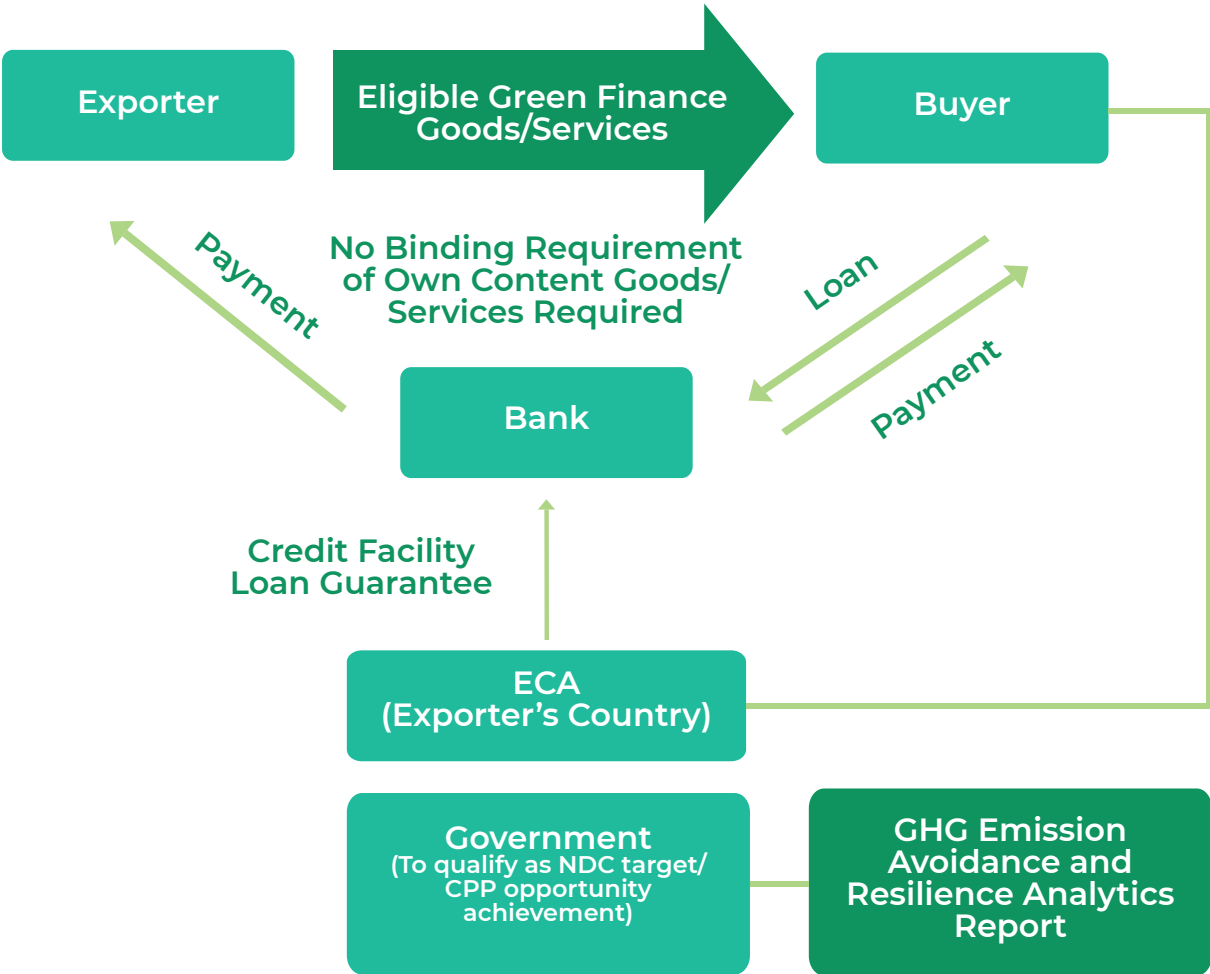 Exporter
Eligible Green Finance
Goods/Services
Buyer
Payment
No Binding Requirement
of Own Content Goods/
Services Required
Loan
Payment
Bank
Credit Facility
Loan Guarantee
ECA
(Exporter’s Country)
Government
(To qualify as NDC target/
CPP opportunity
achievement)
GHG Emission
Avoidance and
Resilience Analytics
Report